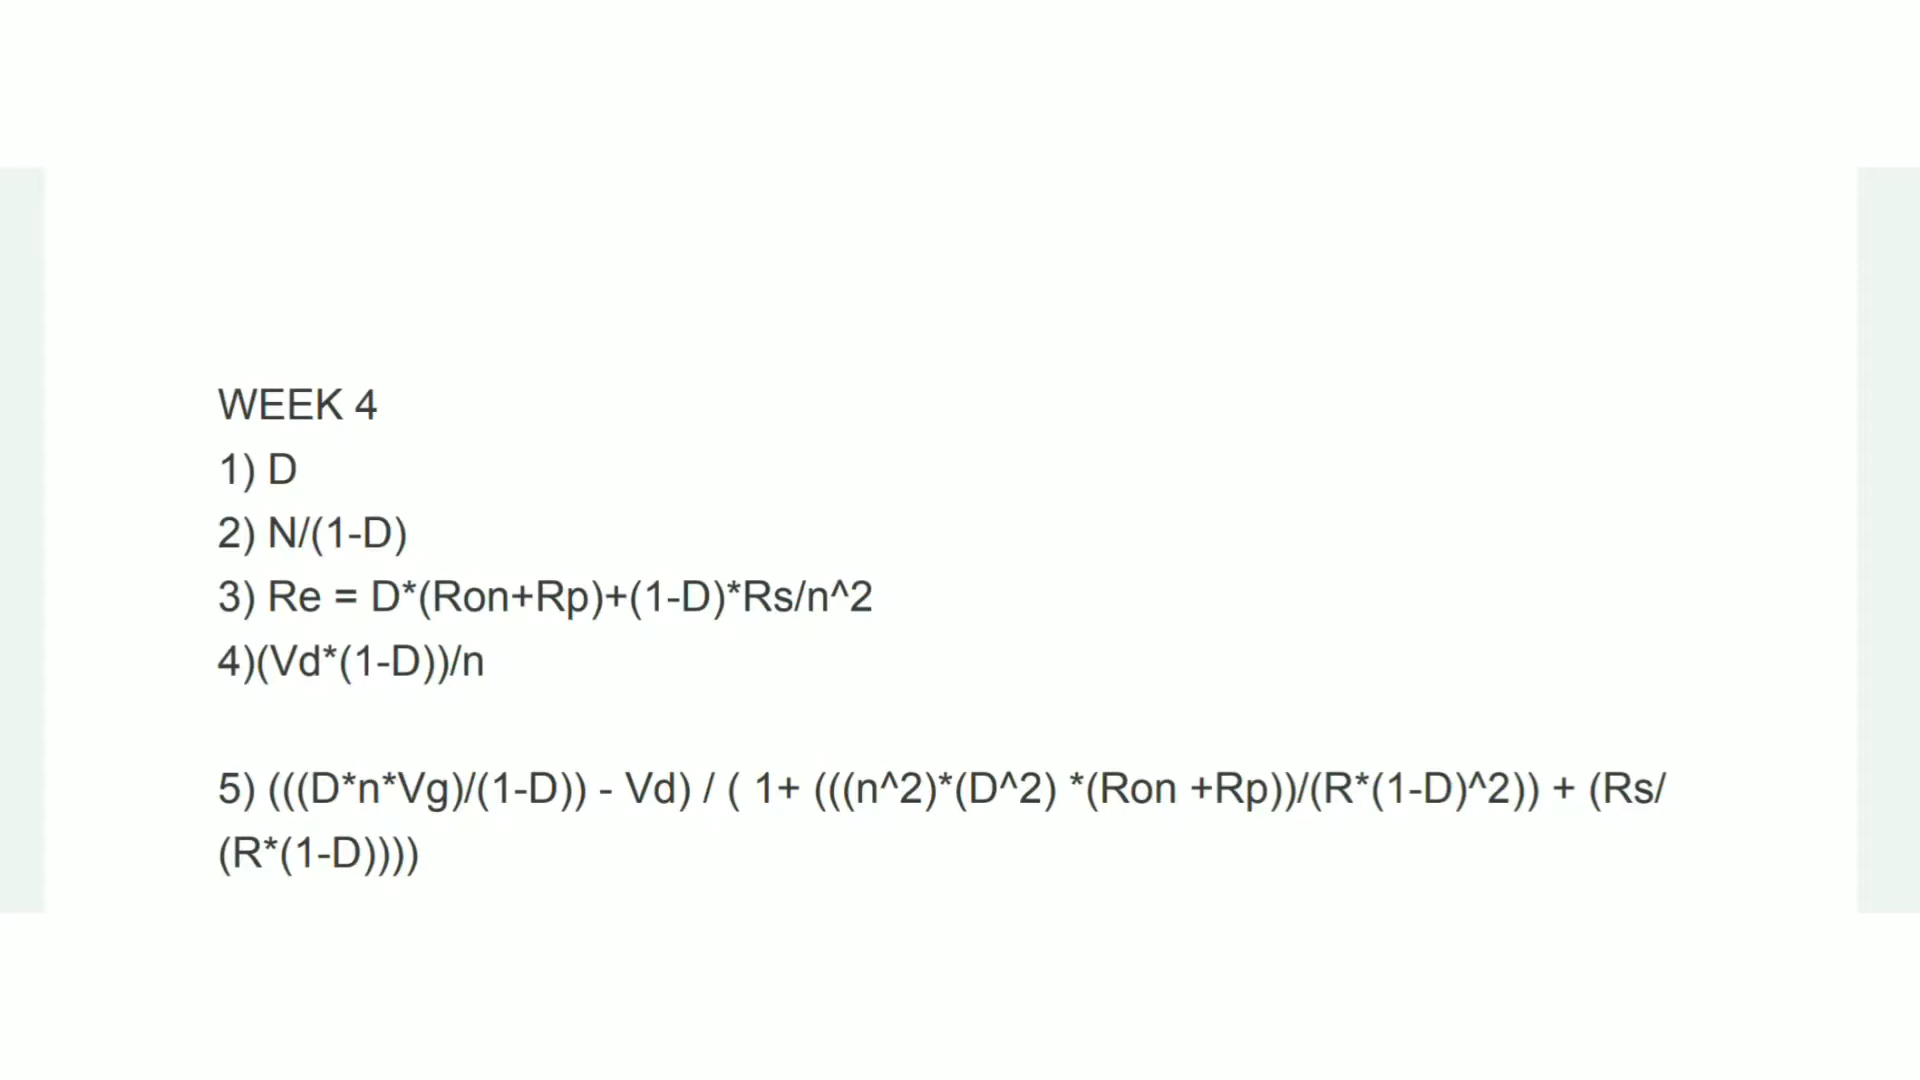 WEEK 4
1) D
2) N/(1-D)
3) Re = D*(Ron+Rp)+(1-D)*Rs/n^2
4)(Vd*(1-D))/n
5) (((D*n*Vg)/(1-D)) - Vd) / ( 1+ (((n^2)*(D^2) *(Ron +Rp))/(R*(1-D)^2)) + (Rs/
(R*(1-D))))